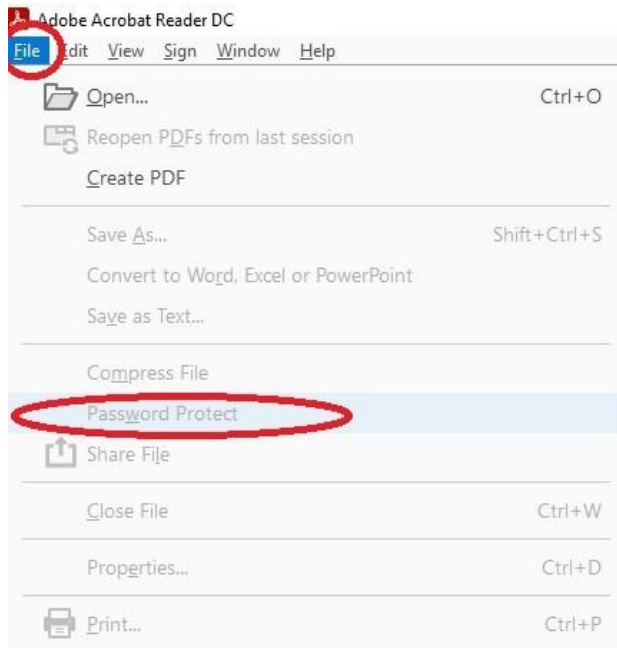 Adobe Acrobat Reader DC
File Edit View Sign Window Help
Open... Ctrl+O
Reopen PDFs from last session
Create PDF
Save As... Shift+Ctrl+S
Convert to Word, Excel or PowerPoint
Save as Text...
Compress File
Password Protect
Share File
Close File Ctrl+W
Properties... Ctrl+D
Print... Ctrl+P